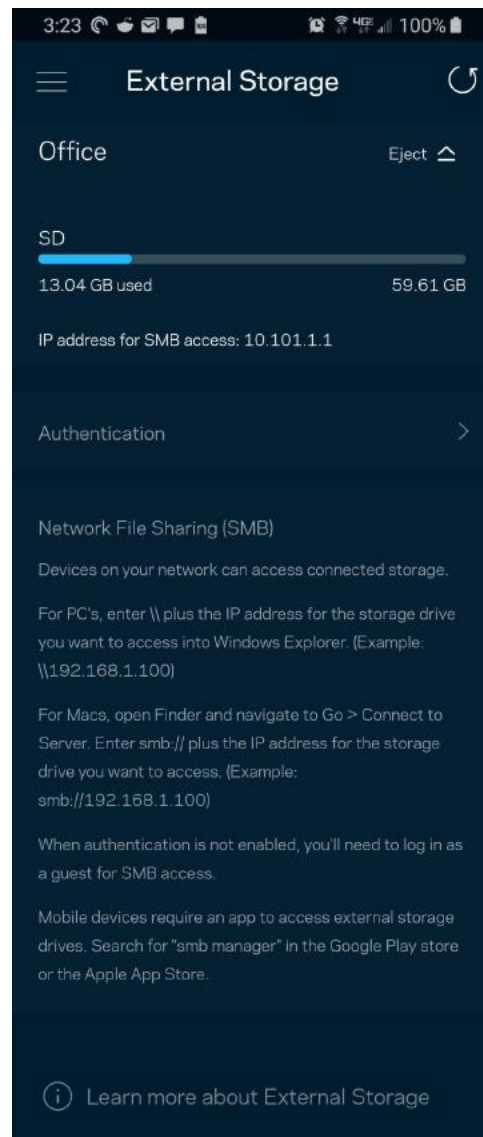 3:23 4GE 100%
External Storage
Office Eject
SD
13.04 GB used 59.61 GB
IP address for SMB access: 10.101.1.1
Authentication
Network File Sharing (SMB)
Devices on your network can access connected storage.
For PC's, enter \\ plus the IP address for the storage drive
you want to access into Windows Explorer. (Example:
\\192.168.1.100)
For Macs, open Finder and navigate to Go > Connect to
Server. Enter smb:// plus the IP address for the storage
drive you want to access. (Example:
smb://192.168.1.100)
When authentication is not enabled, you'll need to log in as
a guest for SMB access.
Mobile devices require an app to access external storage
drives. Search for "smb manager" in the Google Play store
or the Apple App Store.
Learn more about External Storage